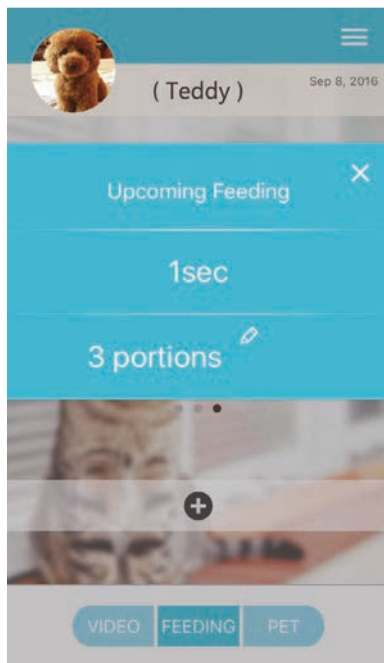 ( Teddy )
Sep 8, 2016
Upcoming Feeding
1sec
3 portions
VIDEO
FEEDING
PET